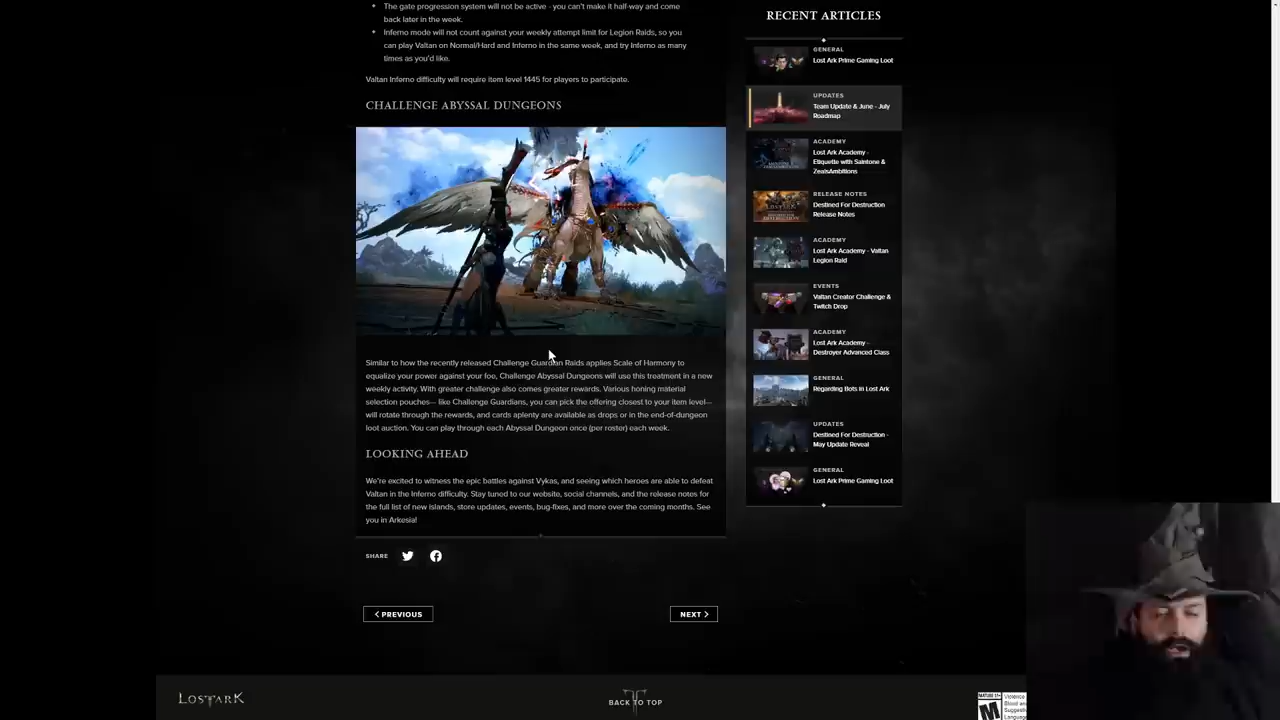 The gate progression system will not be active - you can't make it half-way and come
back later in the week.
Inferno mode will not count against your weekly attempt limit for Legion Raids, so you
can play Valtan on Normal/Hard and Inferno in the same week, and try Inferno as many
times as you'd like.
Valtan Inferno difficulty will require item level 1445 for players to participate.
CHALLENGE ABYSSAL DUNGEONS
Similar to how the recently released Challenge Guardian Raids applies Scale of Harmony to
equalize your power against your foe, Challenge Abyssal Dungeons will use this treatment in a new
weekly activity. With greater challenge also comes greater rewards. Various honing material
selection pouches— like Challenge Guardians, you can pick the offering closest to your item level—
will rotate through the rewards, and cards aplenty are available as drops or in the end-of-dungeon
loot auction. You can play through each Abyssal Dungeon once (per roster) each week.
LOOKING AHEAD
We're excited to witness the epic battles against Vykas, and seeing which heroes are able to defeat
Valtan in the Inferno difficulty. Stay tuned to our website, social channels, and the release notes for
the full list of new islands, store updates, events, bug-fixes, and more over the coming months. See
you in Arkesia!
SHARE
PREVIOUS
NEXT
RECENT ARTICLES
GENERAL
Lost Ark Prime Gaming Loot
UPDATES
Team Update & June - July
Roadmap
ACADEMY
Lost Ark Academy -
Etiquette with Saintone &
ZealsAmbitions
RELEASE NOTES
Destined For Destruction
Release Notes
ACADEMY
Lost Ark Academy - Valtan
Legion Raid
EVENTS
Valtan Creator Challenge &
Twitch Drop
ACADEMY
Lost Ark Academy -
Destroyer Advanced Class
GENERAL
Regarding Bots in Lost Ark
UPDATES
Destined For Destruction -
May Update Reveal
GENERAL
Lost Ark Prime Gaming Loot
LOST ARK
BACK TO TOP
MATURE 17+
M
Violence
Blood and
Language